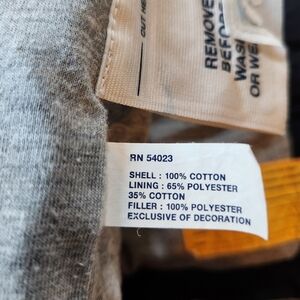 CUT HERE
REMOVE
BEFORE
WASH
OR WE
RN 54023
SHELL : 100% COTTON
LINING : 65% POLYESTER
35% COTTON
FILLER : 100% POLYESTER
EXCLUSIVE OF DECORATION